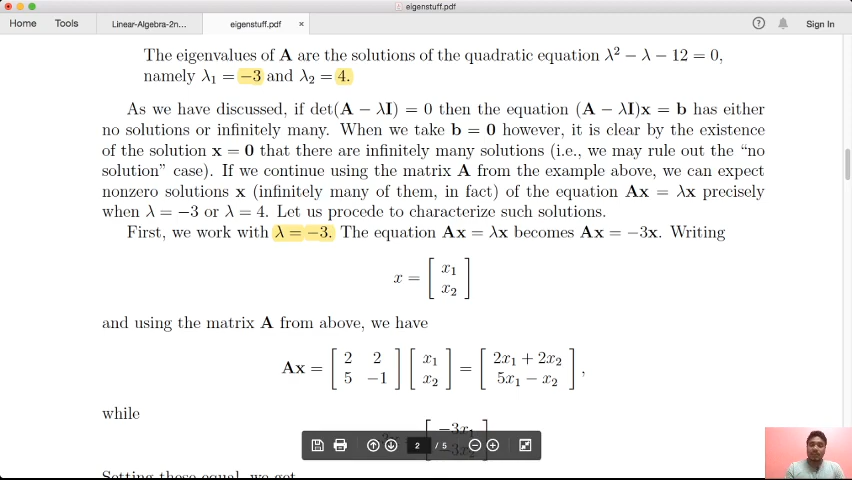 eigenstuff.pdf
Home Tools Linear-Algebra-2n... eigenstuff.pdf × Sign In
The eigenvalues of A are the solutions of the quadratic equation λ² − λ − 12 = 0,
namely λ₁ = −3 and λ₂ = 4.
As we have discussed, if det(A − λI) = 0 then the equation (A − λI)x = b has either
no solutions or infinitely many. When we take b = 0 however, it is clear by the existence
of the solution x = 0 that there are infinitely many solutions (i.e., we may rule out the “no
solution” case). If we continue using the matrix A from the example above, we can expect
nonzero solutions x (infinitely many of them, in fact) of the equation Ax = λx precisely
when λ = −3 or λ = 4. Let us procede to characterize such solutions.
First, we work with λ = −3. The equation Ax = λx becomes Ax = −3x. Writing
x = [ x₁
x₂ ]
and using the matrix A from above, we have
Ax = [ 2 2 ] [ x₁ ] = [ 2x₁ + 2x₂ ]
[ 5 −1 ] [ x₂ ] [ 5x₁ − x₂ ] ,
while
−3x₁
2 / 5
Setting these equal, we get